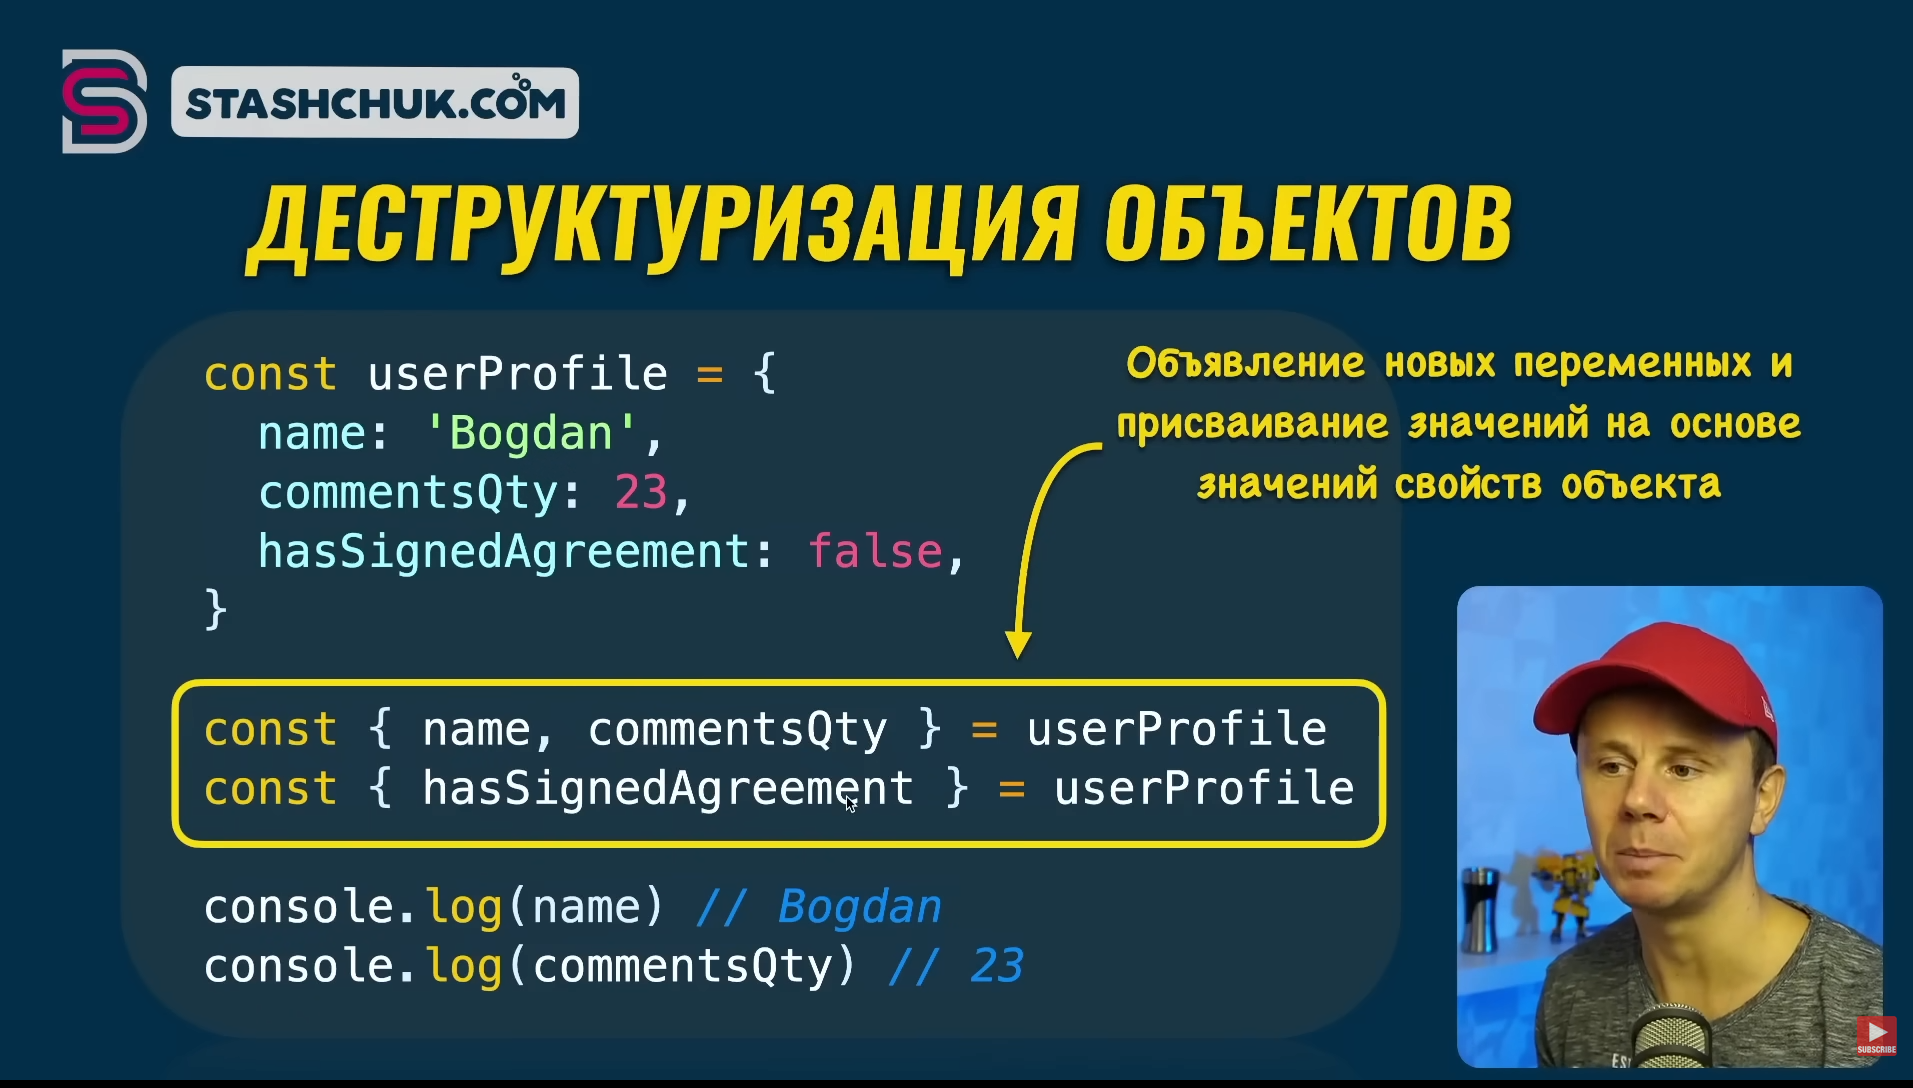 STASHCHUK.COM
ДЕСТРУКТУРИЗАЦИЯ ОБЪЕКТОВ
const userProfile = {
  name: 'Bogdan',
  commentsQty: 23,
  hasSignedAgreement: false,
}
Объявление новых переменных и
присваивание значений на основе
значений свойств объекта
const { name, commentsQty } = userProfile
const { hasSignedAgreement } = userProfile
console.log(name) // Bogdan
console.log(commentsQty) // 23
SUBSCRIBE